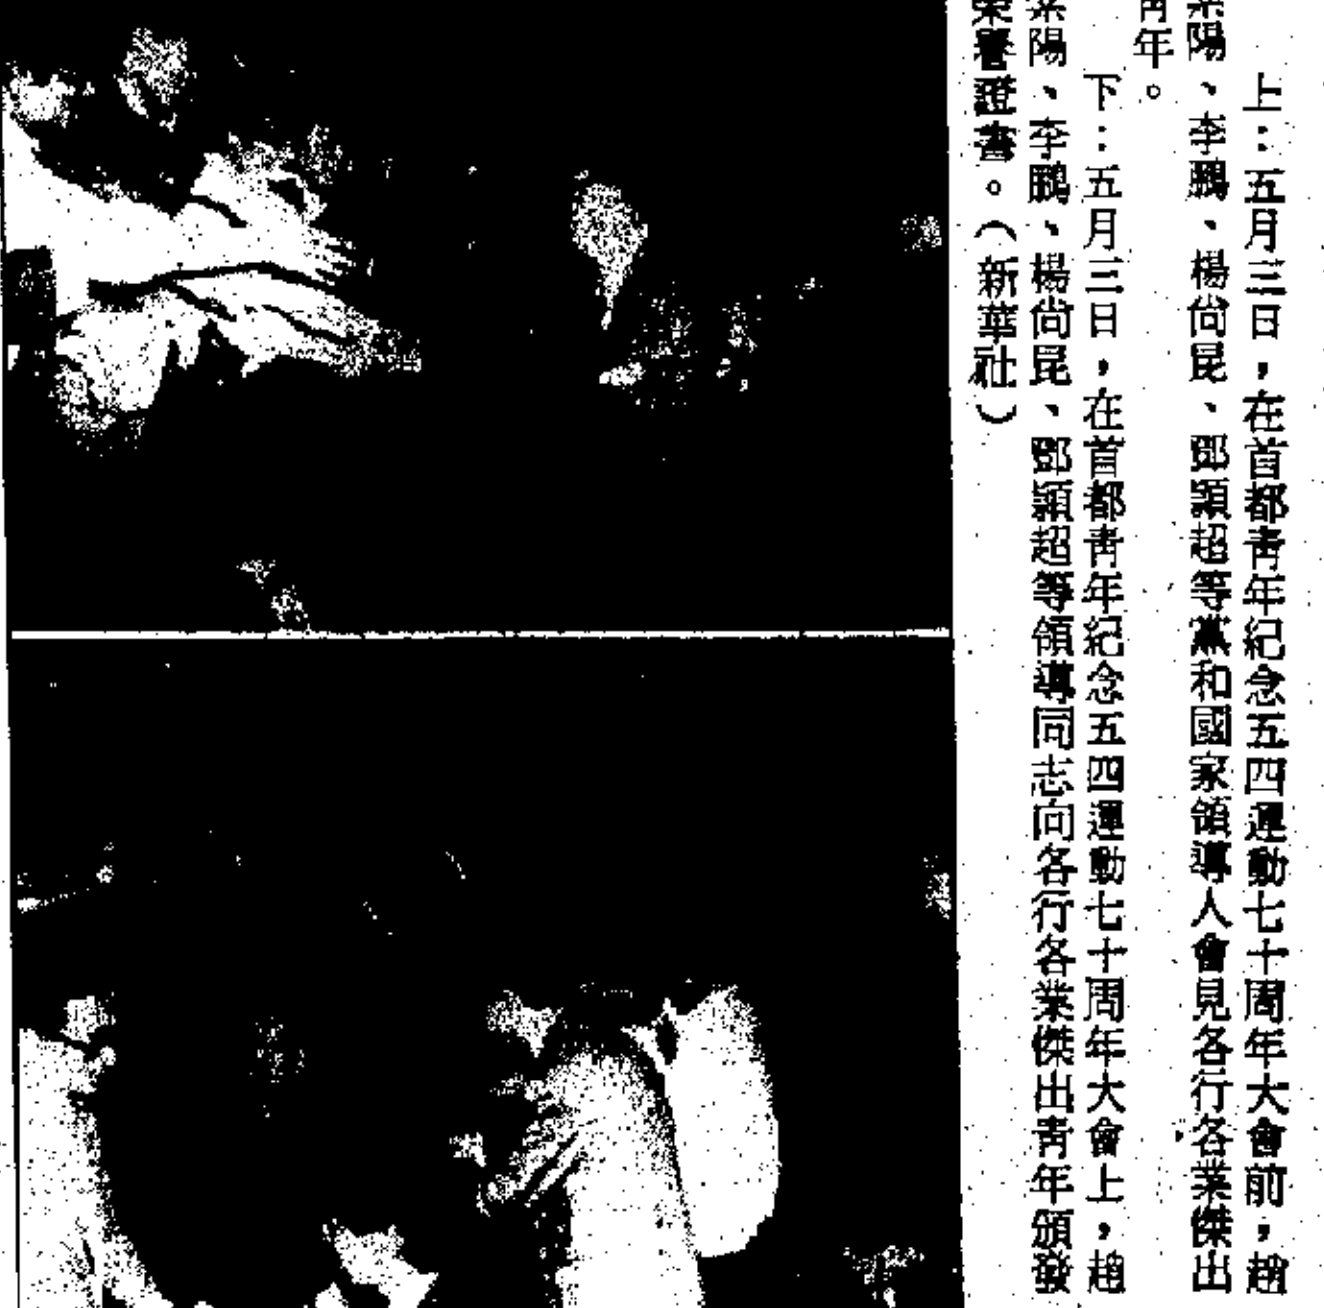 上：五月三日，在首都青年紀念五四運動七十周年大會前，趙
紫陽、李鵬、楊尚昆、鄧穎超等黨和國家領導人會見各行各業傑出
青年。
下：五月三日，在首都青年紀念五四運動七十周年大會上，趙
紫陽、李鵬、楊尚昆、鄧穎超等領導同志向各行各業傑出青年頒發
榮譽證書。（新華社）